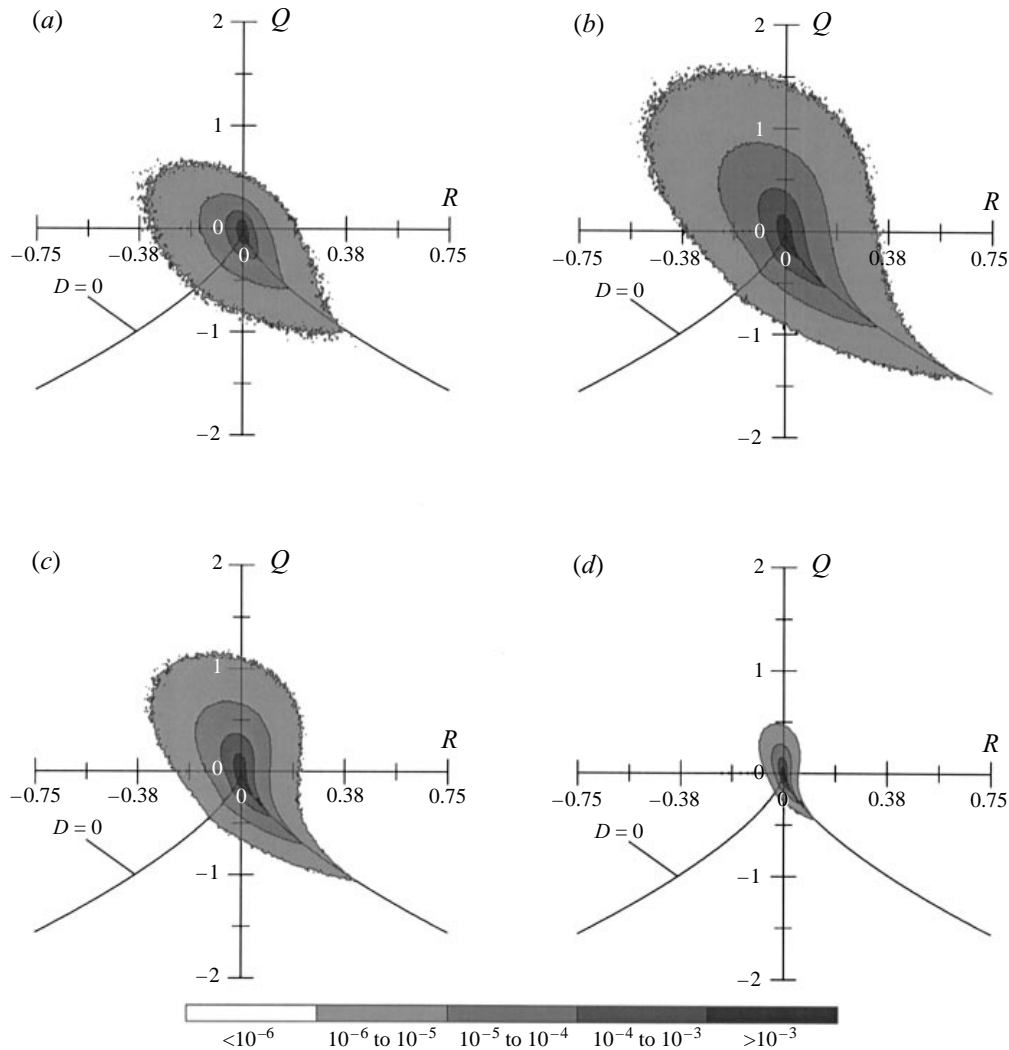 (a)
2 Q
1
R
0
−0.75 −0.38 0 0.38 0.75
D = 0
−1
−2
(b)
2 Q
1
R
0
−0.75 −0.38 0 0.38 0.75
D = 0
−1
−2
(c)
2 Q
1
R
0
−0.75 −0.38 0 0.38 0.75
D = 0
−1
−2
(d)
2 Q
1
R
0
−0.75 −0.38 0 0.38 0.75
D = 0
−1
−2
<10⁻⁶ 10⁻⁶ to 10⁻⁵ 10⁻⁵ to 10⁻⁴ 10⁻⁴ to 10⁻³ >10⁻³